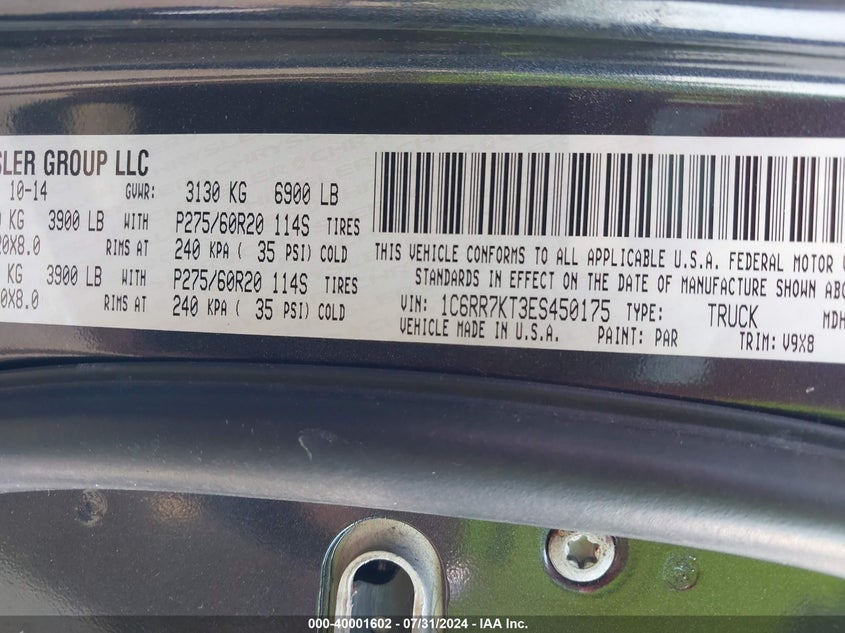 SLER GROUP LLC
10-14 GVWR: 3130 KG 6900 LB
KG 3900 LB WITH P275/60R20 114S TIRES
20X8.0 RIMS AT 240 KPA ( 35 PSI) COLD
KG 3900 LB WITH P275/60R20 114S TIRES
0X8.0 RIMS AT 240 KPA ( 35 PSI) COLD
THIS VEHICLE CONFORMS TO ALL APPLICABLE U.S.A. FEDERAL MOTOR V
STANDARDS IN EFFECT ON THE DATE OF MANUFACTURE SHOWN ABO
VIN: 1C6RR7KT3ES450175 TYPE: TRUCK MDH
VEHICLE MADE IN U.S.A. PAINT: PAR TRIM: V9X8
000-40001602 - 07/31/2024 - IAA Inc.